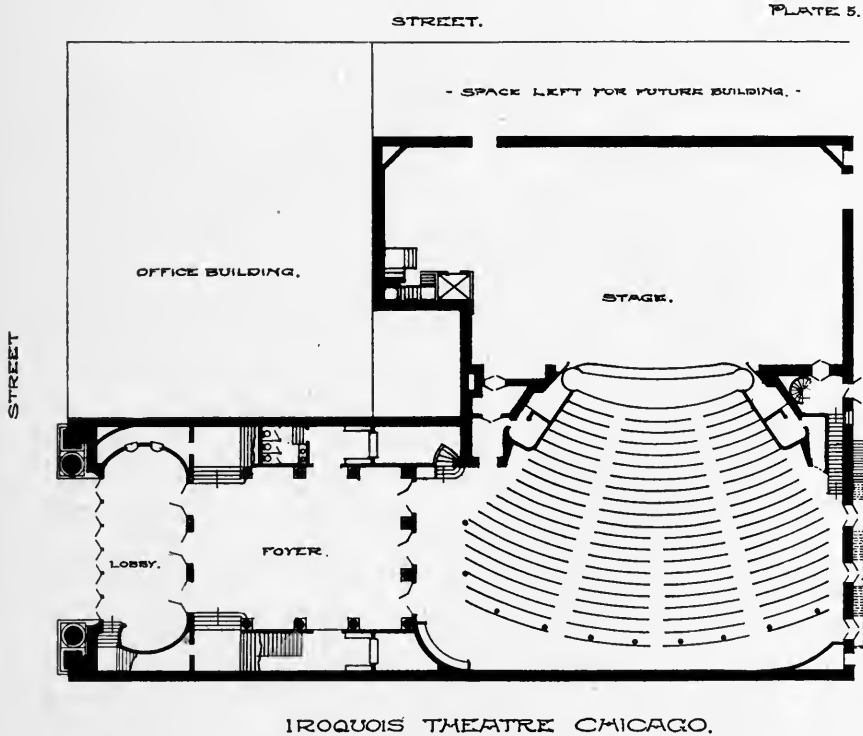 PLATE 5.
STREET.
- SPACE LEFT FOR FUTURE BUILDING. -
OFFICE BUILDING.
STAGE.
STREET
FOYER.
LOBBY.
IROQUOIS THEATRE CHICAGO.